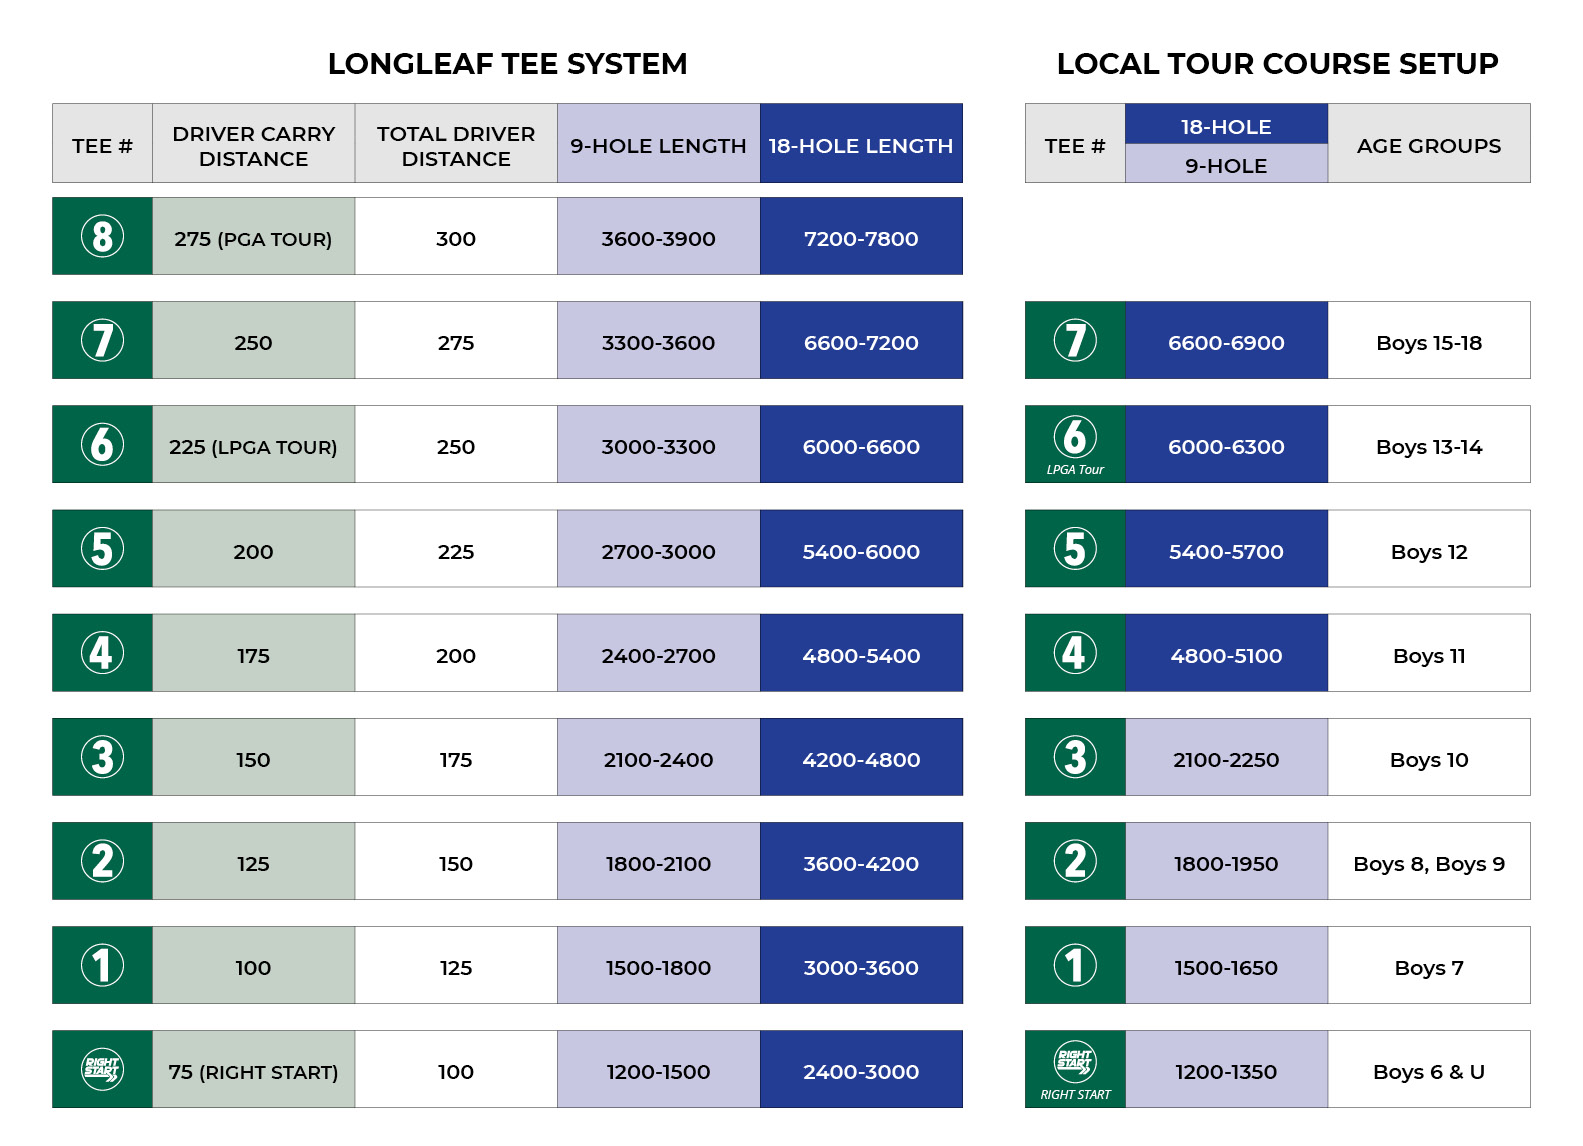 LONGLEAF TEE SYSTEM
TEE # DRIVER CARRY DISTANCE TOTAL DRIVER DISTANCE 9-HOLE LENGTH 18-HOLE LENGTH
8 275 (PGA TOUR) 300 3600-3900 7200-7800
7 250 275 3300-3600 6600-7200
6 225 (LPGA TOUR) 250 3000-3300 6000-6600
5 200 225 2700-3000 5400-6000
4 175 200 2400-2700 4800-5400
3 150 175 2100-2400 4200-4800
2 125 150 1800-2100 3600-4200
1 100 125 1500-1800 3000-3600
RIGHT START 75 (RIGHT START) 100 1200-1500 2400-3000
LOCAL TOUR COURSE SETUP
TEE # 18-HOLE 9-HOLE AGE GROUPS
7 6600-6900 Boys 15-18
6 LPGA Tour 6000-6300 Boys 13-14
5 5400-5700 Boys 12
4 4800-5100 Boys 11
3 2100-2250 Boys 10
2 1800-1950 Boys 8, Boys 9
1 1500-1650 Boys 7
RIGHT START RIGHT START 1200-1350 Boys 6 & U